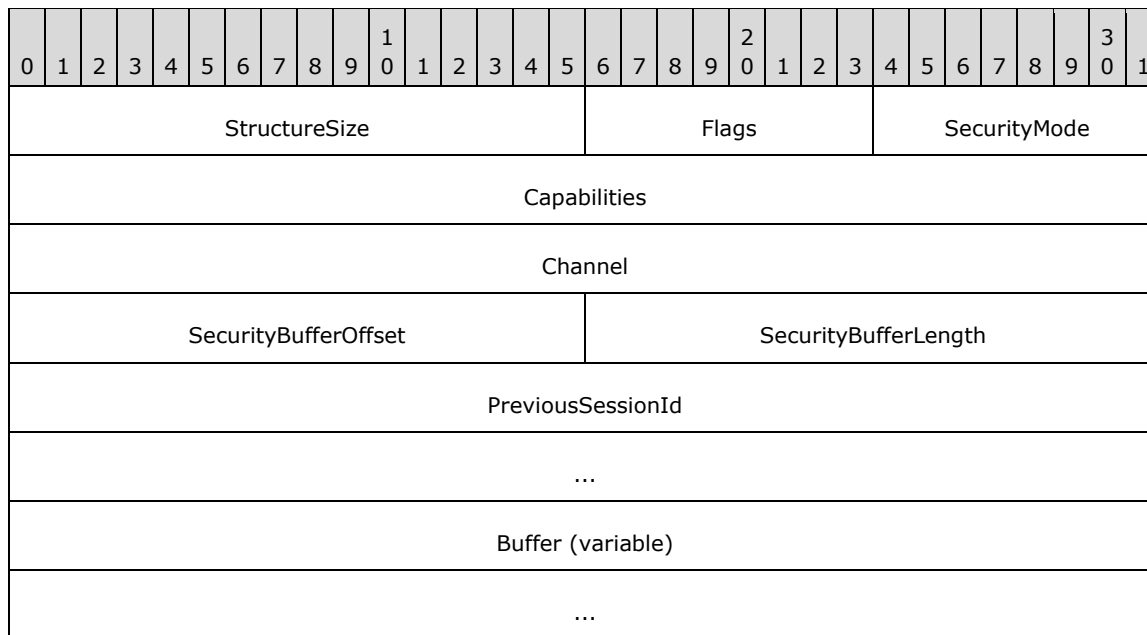 1 2 3
0 1 2 3 4 5 6 7 8 9 0 1 2 3 4 5 6 7 8 9 0 1 2 3 4 5 6 7 8 9 0 1
StructureSize Flags SecurityMode
Capabilities
Channel
SecurityBufferOffset SecurityBufferLength
PreviousSessionId
...
Buffer (variable)
...